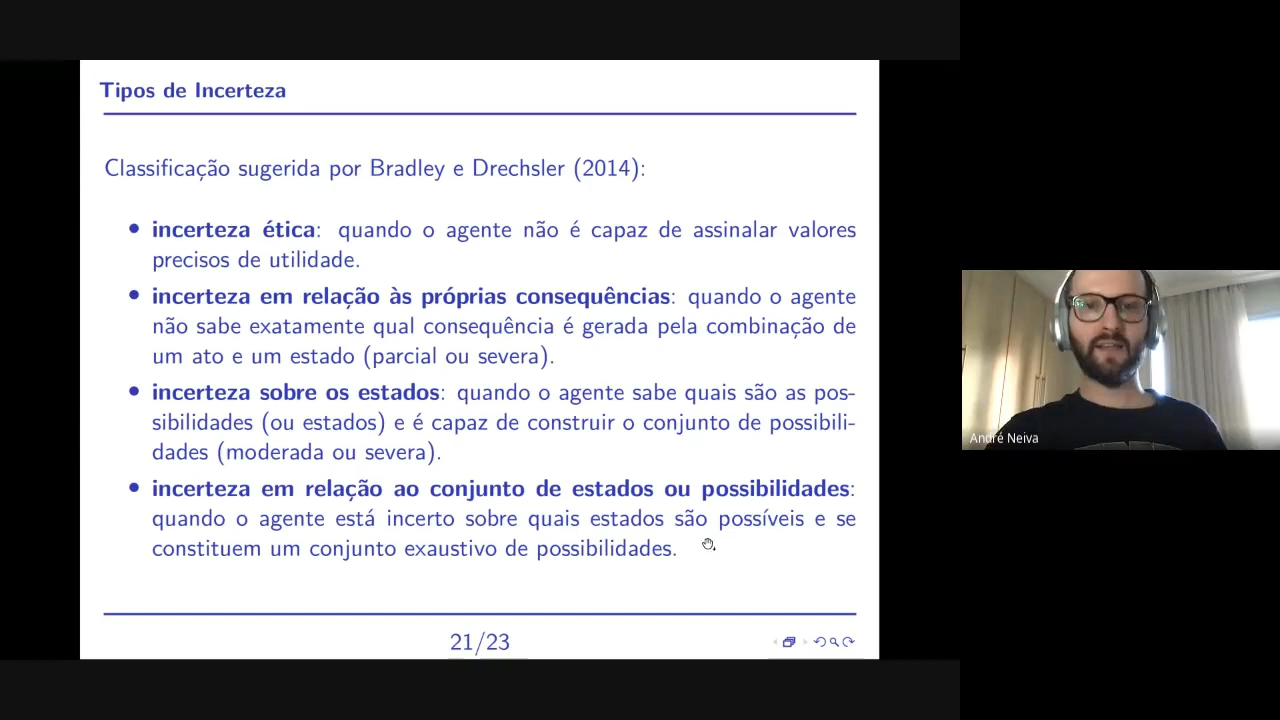 Tipos de Incerteza
Classificação sugerida por Bradley e Drechsler (2014):
• incerteza ética: quando o agente não é capaz de assinalar valores
precisos de utilidade.
• incerteza em relação às próprias consequências: quando o agente
não sabe exatamente qual consequência é gerada pela combinação de
um ato e um estado (parcial ou severa).
• incerteza sobre os estados: quando o agente sabe quais são as pos-
sibilidades (ou estados) e é capaz de construir o conjunto de possibili-
dades (moderada ou severa).
• incerteza em relação ao conjunto de estados ou possibilidades:
quando o agente está incerto sobre quais estados são possíveis e se
constituem um conjunto exaustivo de possibilidades.
21/23
André Neiva